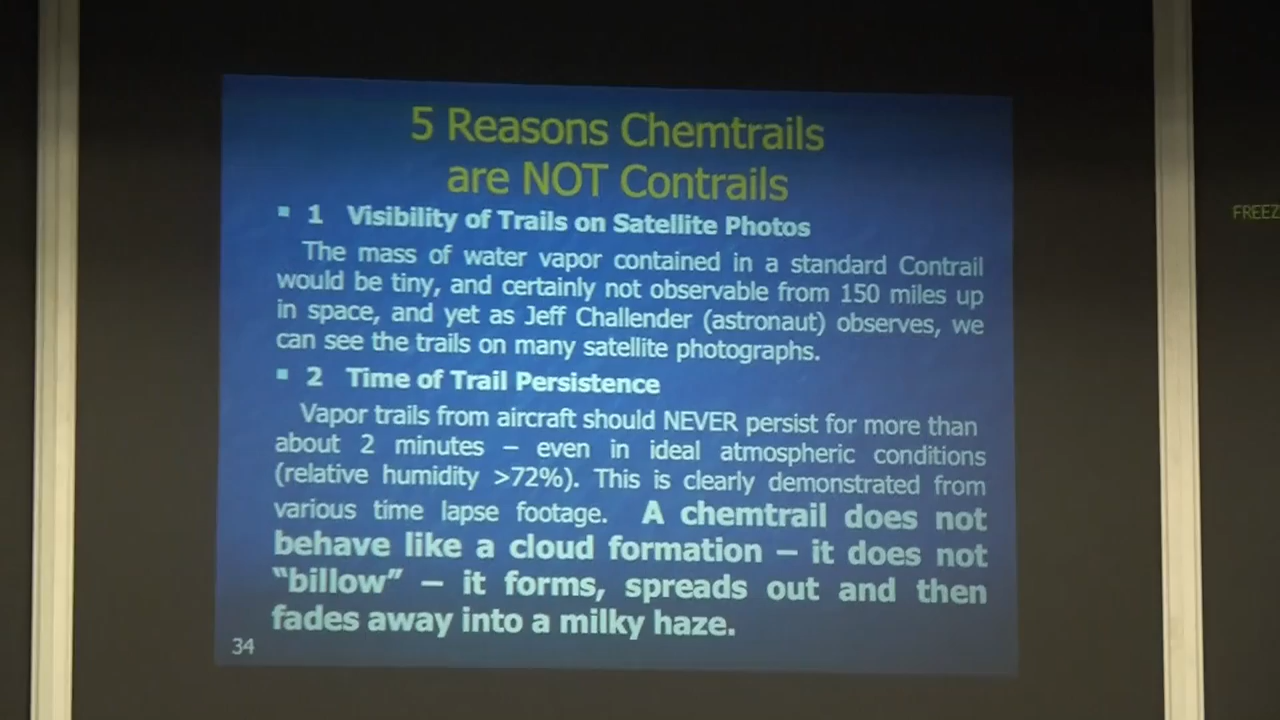 5 Reasons Chemtrails
are NOT Contrails
▪ 1 Visibility of Trails on Satellite Photos
The mass of water vapor contained in a standard Contrail
would be tiny, and certainly not observable from 150 miles up
in space, and yet as Jeff Challender (astronaut) observes, we
can see the trails on many satellite photographs.
▪ 2 Time of Trail Persistence
Vapor trails from aircraft should NEVER persist for more than
about 2 minutes – even in ideal atmospheric conditions
(relative humidity >72%). This is clearly demonstrated from
various time lapse footage. A chemtrail does not
behave like a cloud formation – it does not
“billow” – it forms, spreads out and then
fades away into a milky haze.
34
FREEZ